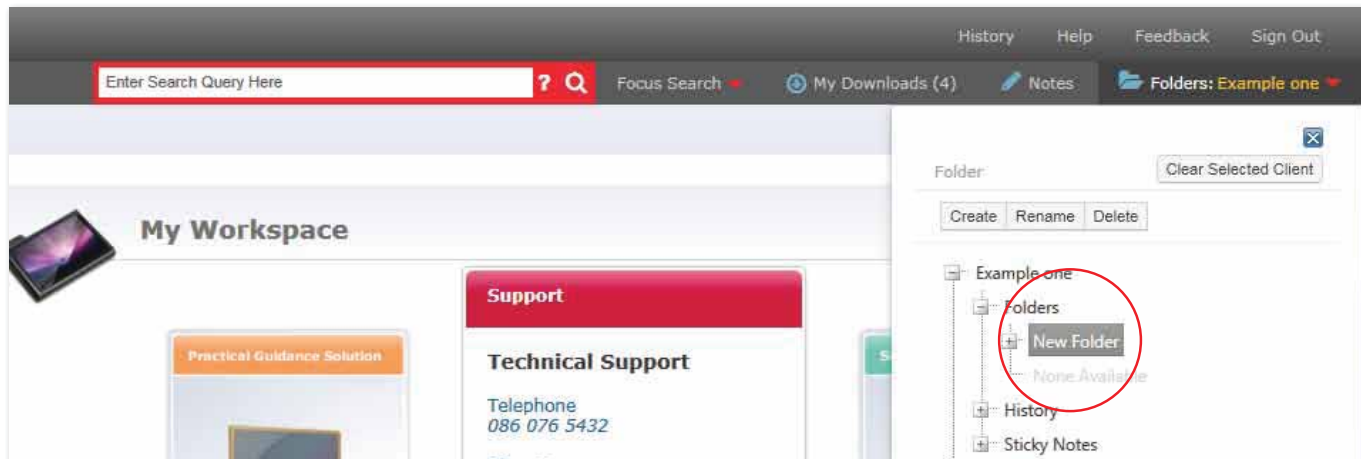 History Help Feedback Sign Out
Enter Search Query Here ? Focus Search My Downloads (4) Notes Folders: Example one
Folder Clear Selected Client
Create Rename Delete
My Workspace
Example one
Folders
New Folder
None Available
History
Sticky Notes
Support
Technical Support
Telephone
086 076 5432
Practical Guidance Solution